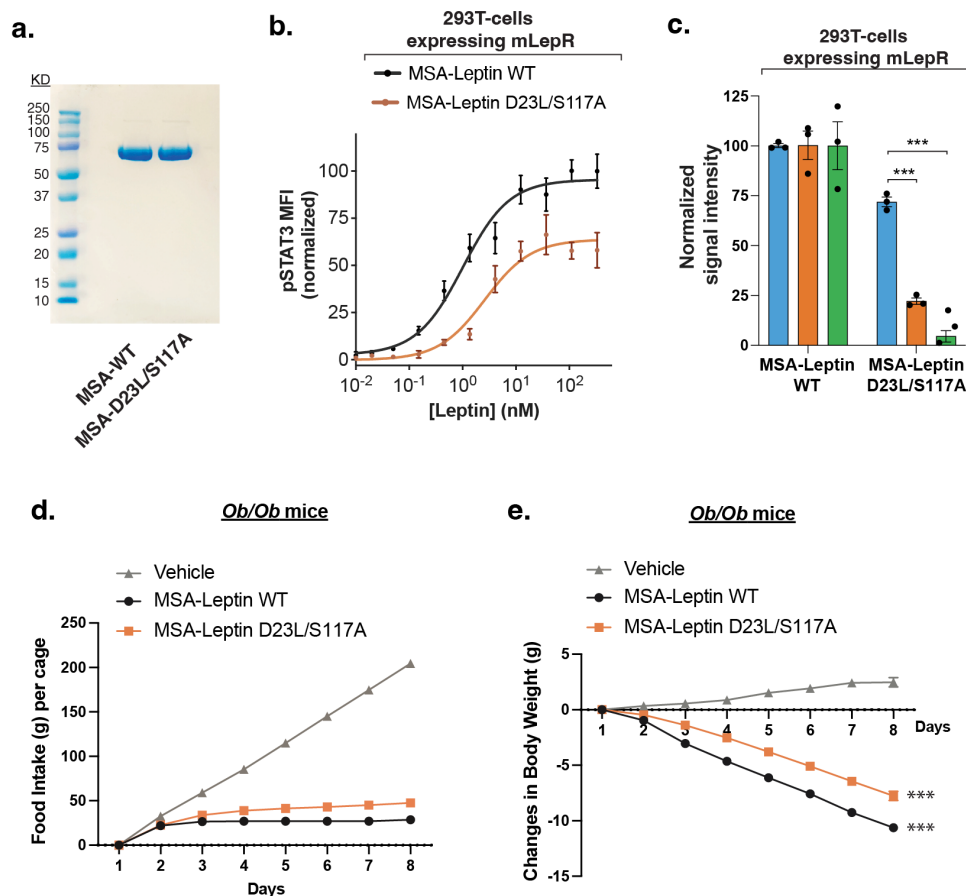 a.
KD
250
150
100
75
50
37
25
20
15
10
MSA-WT
MSA-D23L/S117A
b.
293T-cells
expressing mLepR
MSA-Leptin WT
MSA-Leptin D23L/S117A
pSTAT3 MFI
(normalized)
100
75
50
25
0
10⁻² 10⁻¹ 10⁰ 10¹ 10²
[Leptin] (nM)
c.
293T-cells
expressing mLepR
Normalized
signal intensity
125
100
75
50
25
0
***
***
MSA-Leptin
WT
MSA-Leptin
D23L/S117A
d.
Ob/Ob mice
Vehicle
MSA-Leptin WT
MSA-Leptin D23L/S117A
Food Intake (g) per cage
250
200
150
100
50
0
1 2 3 4 5 6 7 8
Days
e.
Ob/Ob mice
Vehicle
MSA-Leptin WT
MSA-Leptin D23L/S117A
Changes in Body Weight (g)
5
0
-5
-10
-15
1 2 3 4 5 6 7 8 Days
***
***